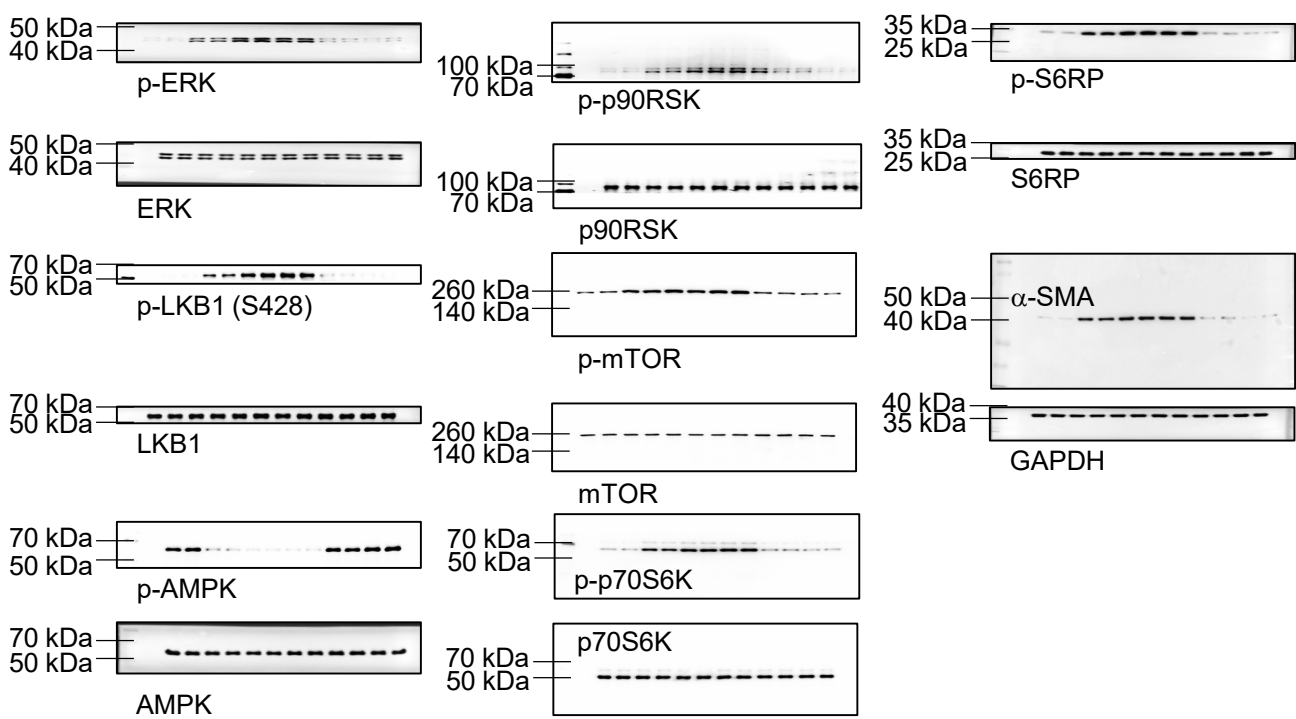 50 kDa
40 kDa
p-ERK
50 kDa
40 kDa
ERK
70 kDa
50 kDa
p-LKB1 (S428)
70 kDa
50 kDa
LKB1
70 kDa
50 kDa
p-AMPK
70 kDa
50 kDa
AMPK
100 kDa
70 kDa
p-p90RSK
100 kDa
70 kDa
p90RSK
260 kDa
140 kDa
p-mTOR
260 kDa
140 kDa
mTOR
70 kDa
50 kDa
p-p70S6K
p70S6K
70 kDa
50 kDa
35 kDa
25 kDa
p-S6RP
35 kDa
25 kDa
S6RP
50 kDa
α-SMA
40 kDa
40 kDa
35 kDa
GAPDH